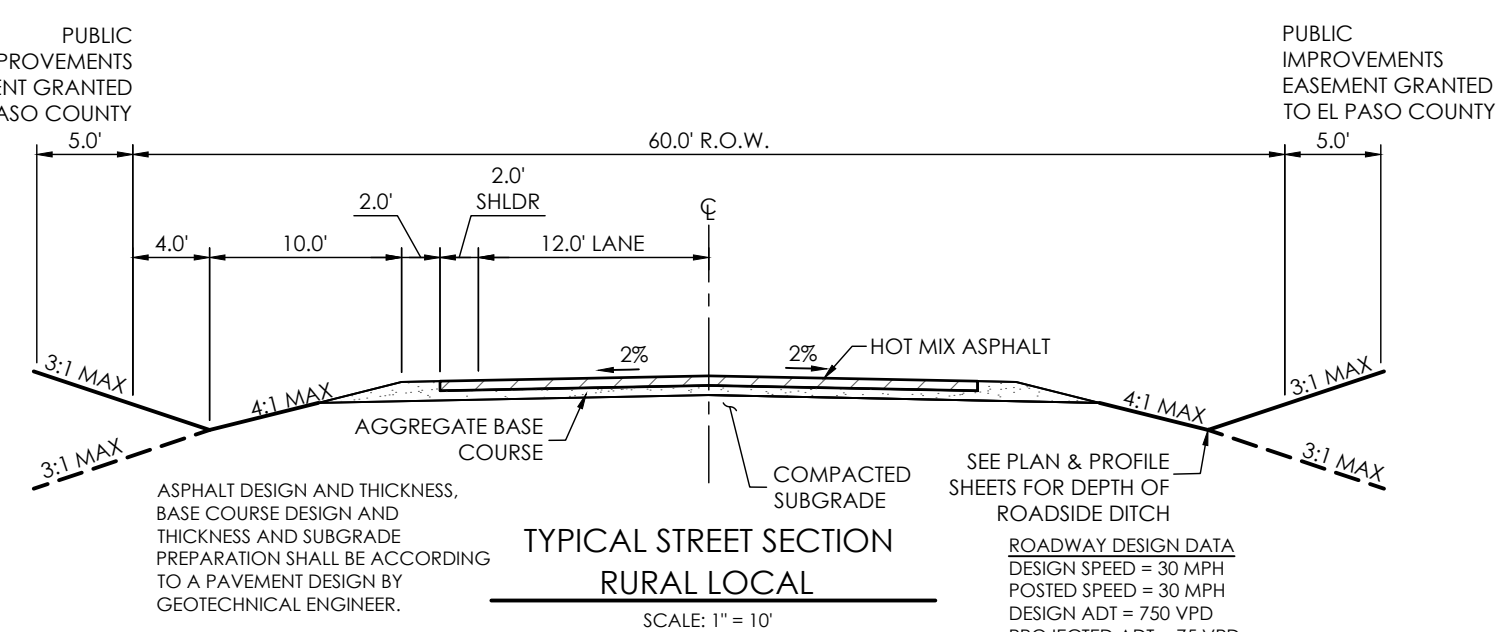 PUBLIC
ENT GRANTED
PUBLIC
IMPROVEMENTS
EASEMENT GRANTED
TO EL PASO COUNTY
5.0'
60.0' R.O.W.
5.0'
2.0'
2.0'
SHLDR
℄
4.0'
10.0'
12.0' LANE
2%
2%
HOT MIX ASPHALT
3:1 MAX
4:1 MAX
3:1 MAX
4:1 MAX
3:1 MAX
3:1 MAX
AGGREGATE BASE
COURSE
COMPACTED
SUBGRADE
SEE PLAN & PROFILE
SHEETS FOR DEPTH OF
ROADSIDE DITCH
ASPHALT DESIGN AND THICKNESS,
BASE COURSE DESIGN AND
THICKNESS AND SUBGRADE
PREPARATION SHALL BE ACCORDING
TO A PAVEMENT DESIGN BY
GEOTECHNICAL ENGINEER.
TYPICAL STREET SECTION
RURAL LOCAL
SCALE: 1" = 10'
ROADWAY DESIGN DATA
DESIGN SPEED = 30 MPH
POSTED SPEED = 30 MPH
DESIGN ADT = 750 VPD
PROJECTED ADT = 75 VPD